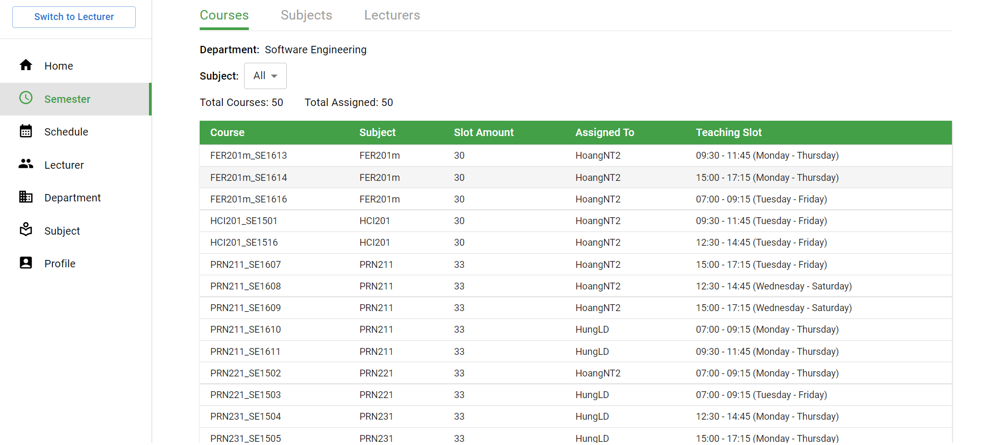 Switch to Lecturer
Home
Semester
Schedule
Lecturer
Department
Subject
Profile
Courses Subjects Lecturers
Department: Software Engineering
Subject: All
Total Courses: 50 Total Assigned: 50
Course Subject Slot Amount Assigned To Teaching Slot
FER201m_SE1613 FER201m 30 HoangNT2 09:30 - 11:45 (Monday - Thursday)
FER201m_SE1614 FER201m 30 HoangNT2 15:00 - 17:15 (Monday - Thursday)
FER201m_SE1616 FER201m 30 HoangNT2 07:00 - 09:15 (Tuesday - Friday)
HCI201_SE1501 HCI201 30 HoangNT2 09:30 - 11:45 (Tuesday - Friday)
HCI201_SE1516 HCI201 30 HoangNT2 12:30 - 14:45 (Tuesday - Friday)
PRN211_SE1607 PRN211 33 HoangNT2 15:00 - 17:15 (Tuesday - Friday)
PRN211_SE1608 PRN211 33 HoangNT2 12:30 - 14:45 (Wednesday - Saturday)
PRN211_SE1609 PRN211 33 HoangNT2 15:00 - 17:15 (Wednesday - Saturday)
PRN211_SE1610 PRN211 33 HungLD 07:00 - 09:15 (Monday - Thursday)
PRN211_SE1611 PRN211 33 HungLD 09:30 - 11:45 (Monday - Thursday)
PRN221_SE1502 PRN221 33 HoangNT2 07:00 - 09:15 (Monday - Thursday)
PRN221_SE1503 PRN221 33 HungLD 07:00 - 09:15 (Tuesday - Friday)
PRN231_SE1504 PRN231 33 HungLD 12:30 - 14:45 (Monday - Thursday)
PRN231_SE1505 PRN231 33 HungLD 15:00 - 17:15 (Monday - Thursday)